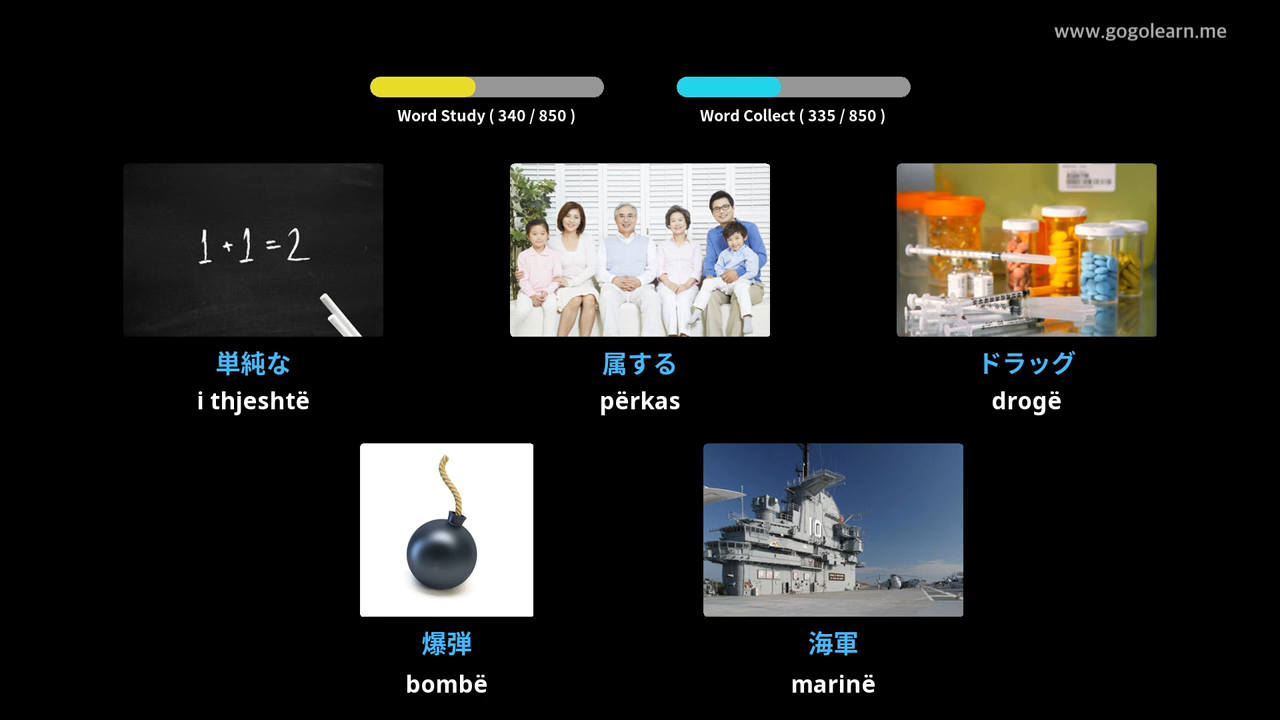 www.gogolearn.me
Word Study ( 340 / 850 )
Word Collect ( 335 / 850 )
1 + 1 = 2
単純な
i thjeshtë
属する
përkas
ドラッグ
drogë
10
爆弾
bombë
海軍
marinë